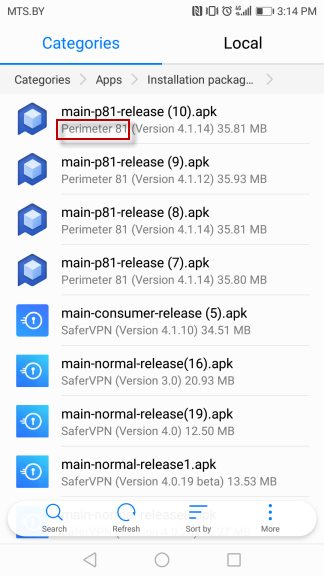 MTS.BY 3:14 PM
Categories Local
Categories Apps Installation packag...
main-p81-release (10).apk
Perimeter 81 (Version 4.1.14) 35.81 MB
main-p81-release (9).apk
Perimeter 81 (Version 4.1.12) 35.93 MB
main-p81-release (8).apk
Perimeter 81 (Version 4.1.14) 35.81 MB
main-p81-release (7).apk
Perimeter 81 (Version 4.1.14) 35.80 MB
main-consumer-release (5).apk
SaferVPN (Version 4.1.10) 34.51 MB
main-normal-release(16).apk
SaferVPN (Version 3.0) 20.93 MB
main-normal-release(19).apk
SaferVPN (Version 4.0) 12.50 MB
main-normal-release1.apk
SaferVPN (Version 4.0.19 beta) 13.53 MB
Search Refresh Sort by More